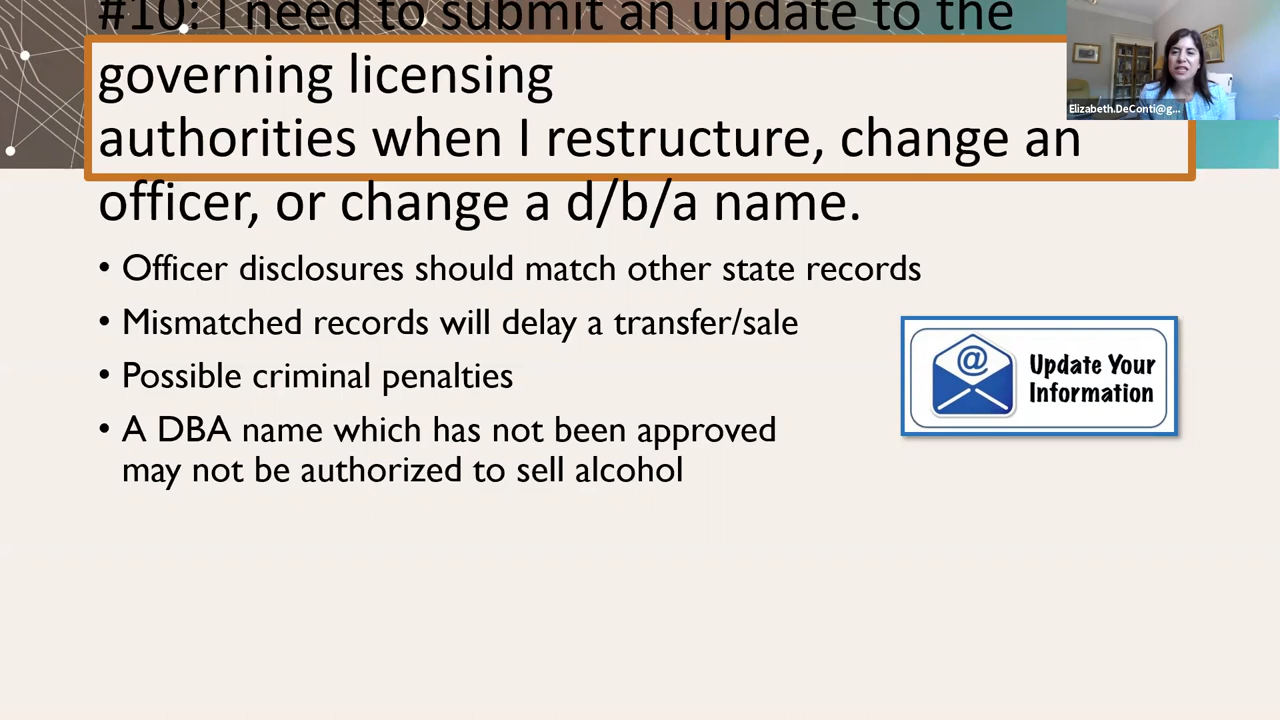 #10: I need to submit an update to the
governing licensing
authorities when I restructure, change an
officer, or change a d/b/a name.
• Officer disclosures should match other state records
• Mismatched records will delay a transfer/sale
• Possible criminal penalties
• A DBA name which has not been approved
may not be authorized to sell alcohol
@
Update Your
Information
Elizabeth.DeConti@g...